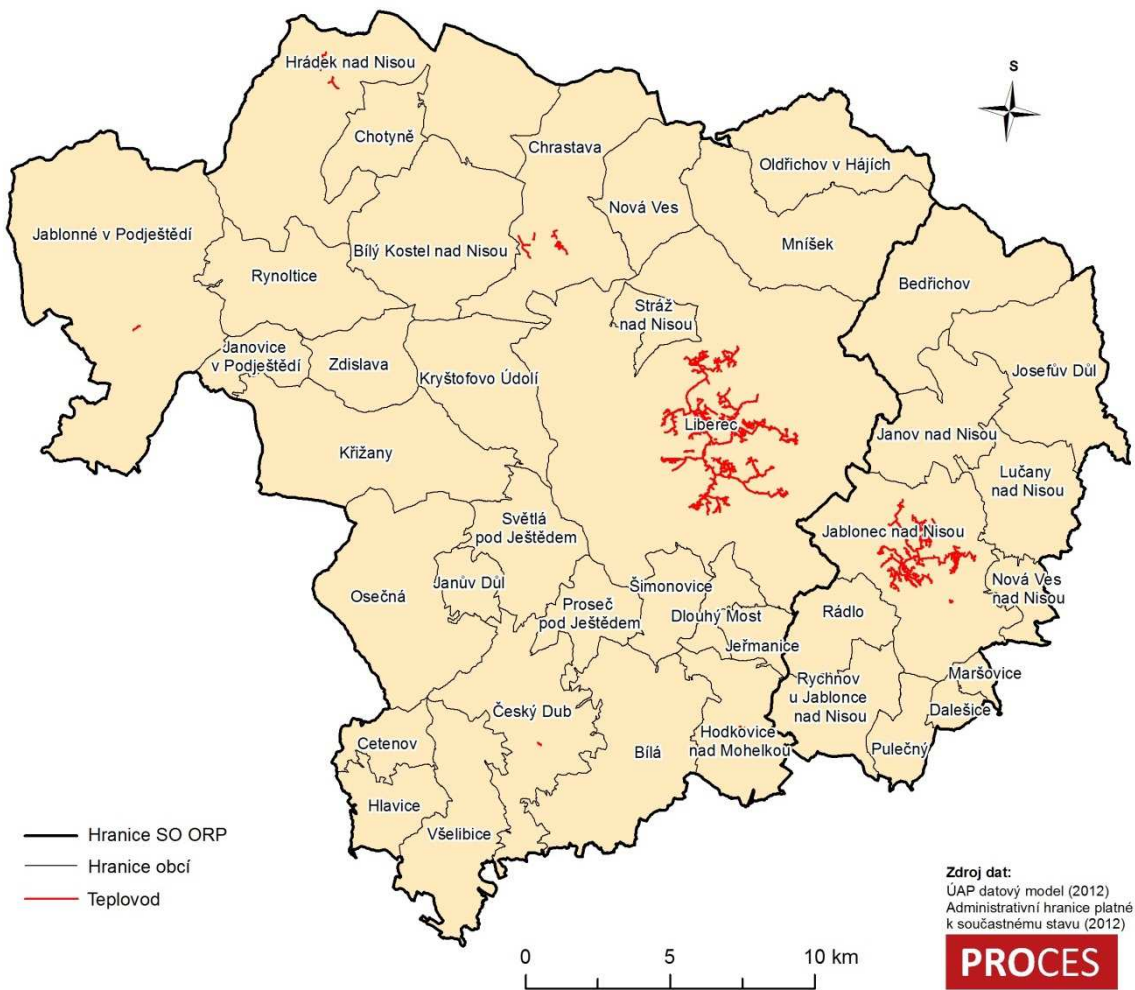 Hrádek nad Nisou
S
Chotyně
Chrastava
Oldřichov v Hájích
Nová Ves
Jablonné v Podještědí
Bílý Kostel nad Nisou
Mníšek
Rynoltice
Bedřichov
Stráž
nad Nisou
Janovice
v Podještědí
Zdislava
Kryštofovo Údolí
Josefův Důl
Liberec
Janov nad Nisou
Křižany
Lučany
nad Nisou
Světlá
pod Ještědem
Jablonec nad Nisou
Osečná
Janův Důl
Šimonovice
Nová Ves
nad Nisou
Proseč
pod Ještědem
Dlouhý Most
Rádlo
Jeřmanice
Maršovice
Rychnov
u Jablonce
nad Nisou
Český Dub
Dalešice
Cetenov
Bílá
Hodkovice
nad Mohelkou
Pulečný
Hlavice
Všelibice
Hranice SO ORP
Hranice obcí
Teplovod
Zdroj dat:
ÚAP datový model (2012)
Administrativní hranice platné
k součastnému stavu (2012)
0 5 10 km
PROCES